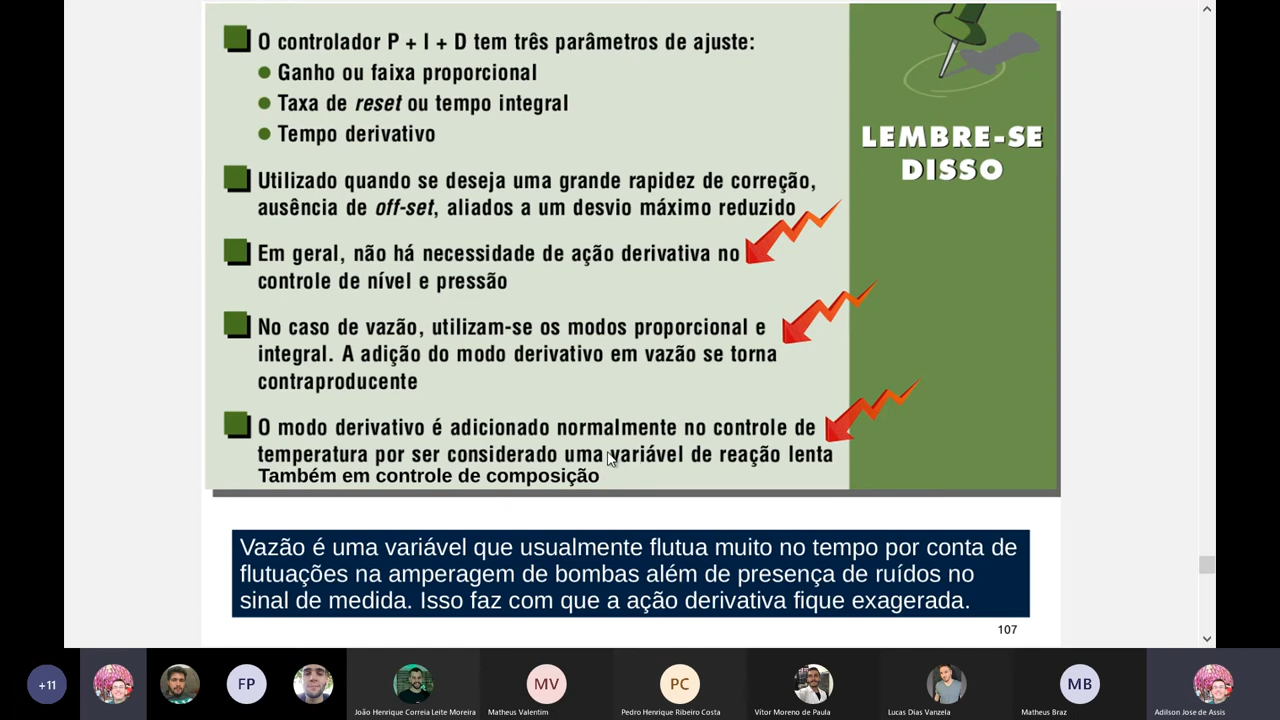 O controlador P + I + D tem três parâmetros de ajuste:
Ganho ou faixa proporcional
Taxa de reset ou tempo integral
Tempo derivativo
Utilizado quando se deseja uma grande rapidez de correção,
ausência de off-set, aliados a um desvio máximo reduzido
Em geral, não há necessidade de ação derivativa no
controle de nível e pressão
No caso de vazão, utilizam-se os modos proporcional e
integral. A adição do modo derivativo em vazão se torna
contraproducente
O modo derivativo é adicionado normalmente no controle de
temperatura por ser considerado uma variável de reação lenta
Também em controle de composição
LEMBRE-SE
DISSO
Vazão é uma variável que usualmente flutua muito no tempo por conta de
flutuações na amperagem de bombas além de presença de ruídos no
sinal de medida. Isso faz com que a ação derivativa fique exagerada.
107
+11
FP
João Henrique Correia Leite Moreira
MV
Matheus Valentim
PC
Pedro Henrique Ribeiro Costa
Vítor Moreno de Paula
Lucas Dias Vanzela
MB
Matheus Braz
Adilson Jose de Assis